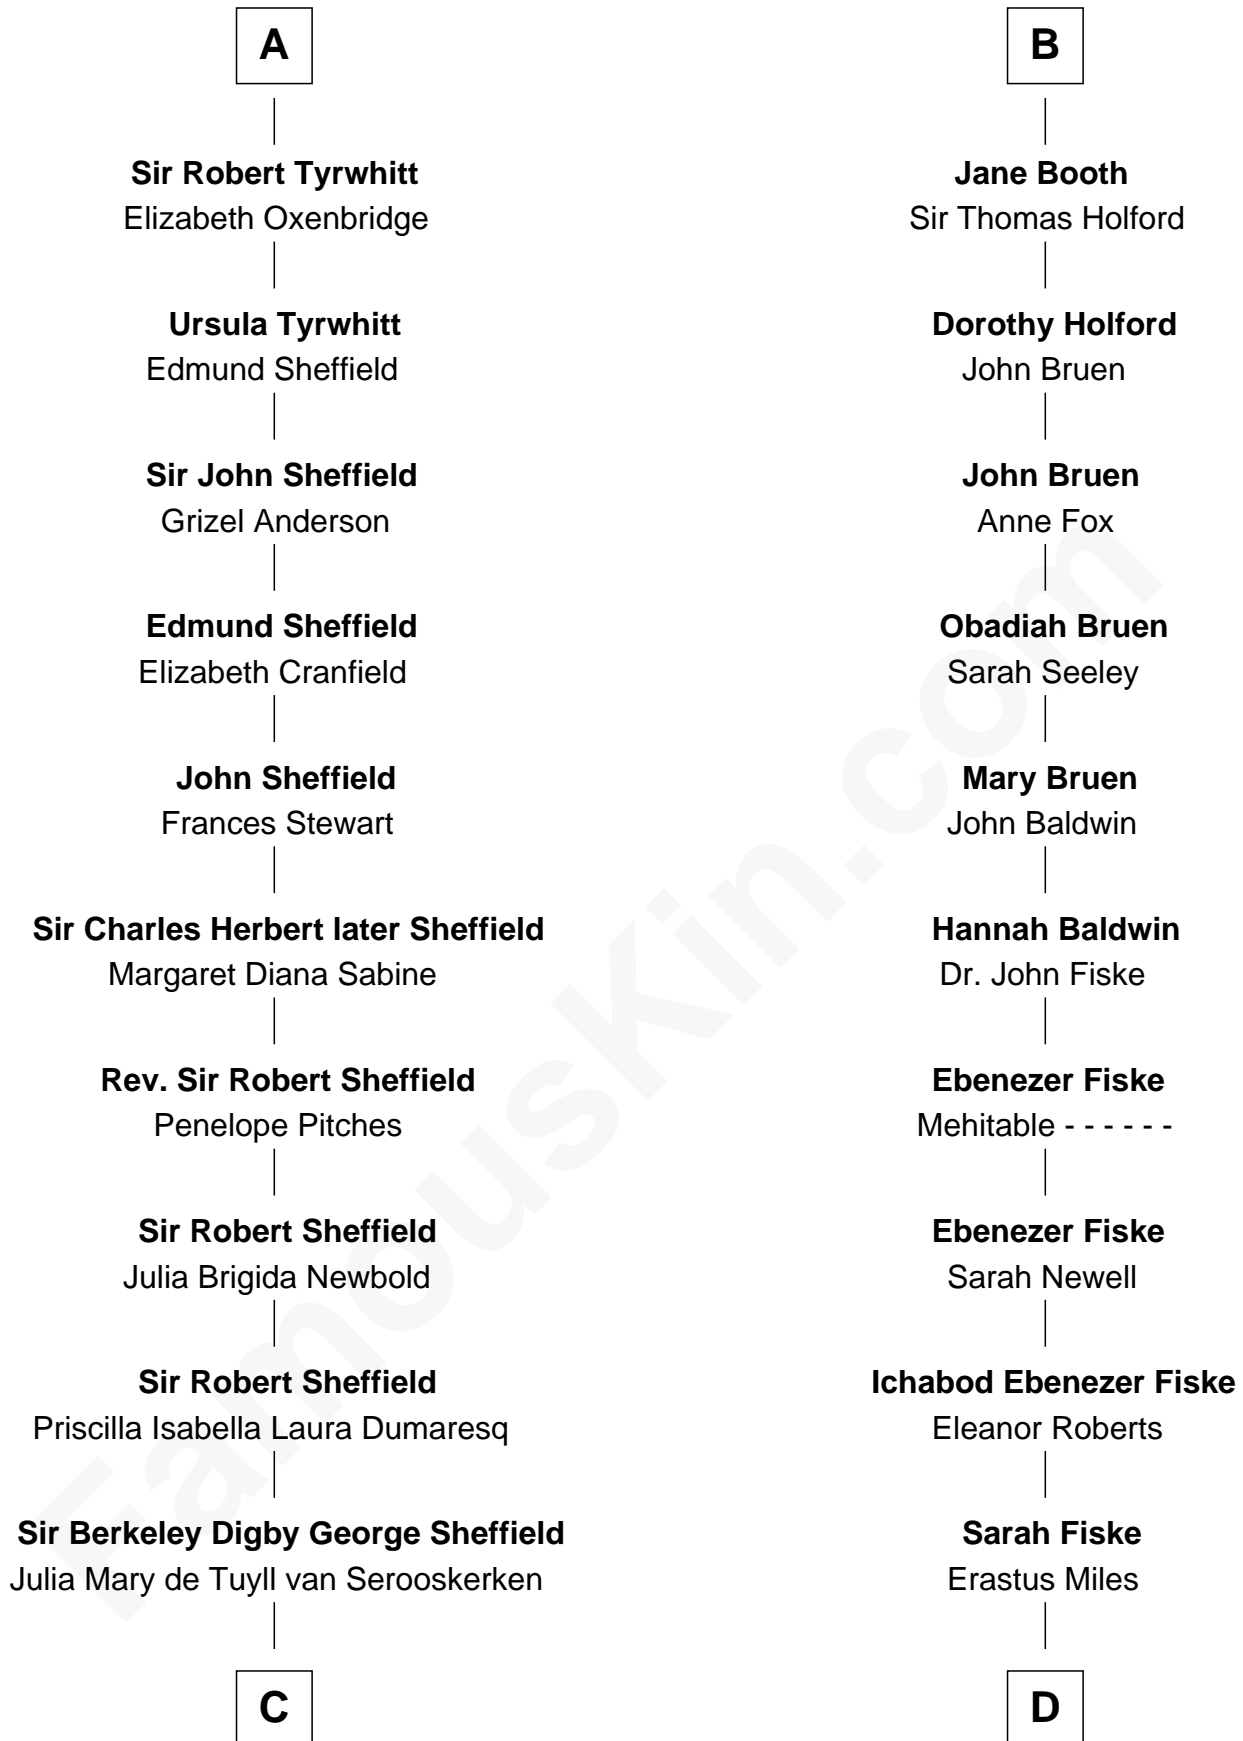 A
Sir Robert Tyrwhitt
Elizabeth Oxenbridge
Ursula Tyrwhitt
Edmund Sheffield
Sir John Sheffield
Grizel Anderson
Edmund Sheffield
Elizabeth Cranfield
John Sheffield
Frances Stewart
Sir Charles Herbert later Sheffield
Margaret Diana Sabine
Rev. Sir Robert Sheffield
Penelope Pitches
Sir Robert Sheffield
Julia Brigida Newbold
Sir Robert Sheffield
Priscilla Isabella Laura Dumaresq
Sir Berkeley Digby George Sheffield
Julia Mary de Tuyll van Serooskerken
C
B
Jane Booth
Sir Thomas Holford
Dorothy Holford
John Bruen
John Bruen
Anne Fox
Obadiah Bruen
Sarah Seeley
Mary Bruen
John Baldwin
Hannah Baldwin
Dr. John Fiske
Ebenezer Fiske
Mehitable - - - - - -
Ebenezer Fiske
Sarah Newell
Ichabod Ebenezer Fiske
Eleanor Roberts
Sarah Fiske
Erastus Miles
D
FamousKin.com